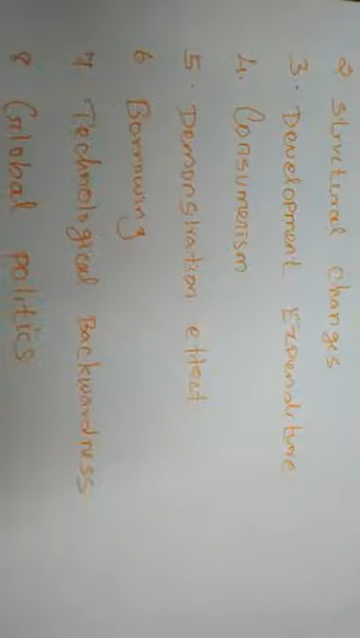 2 Structural changes
3. Development Expenditure
4. Consumerism
5. Demonstration effect
6 Borrowing
7 Technological Backwardness
8 Global politics